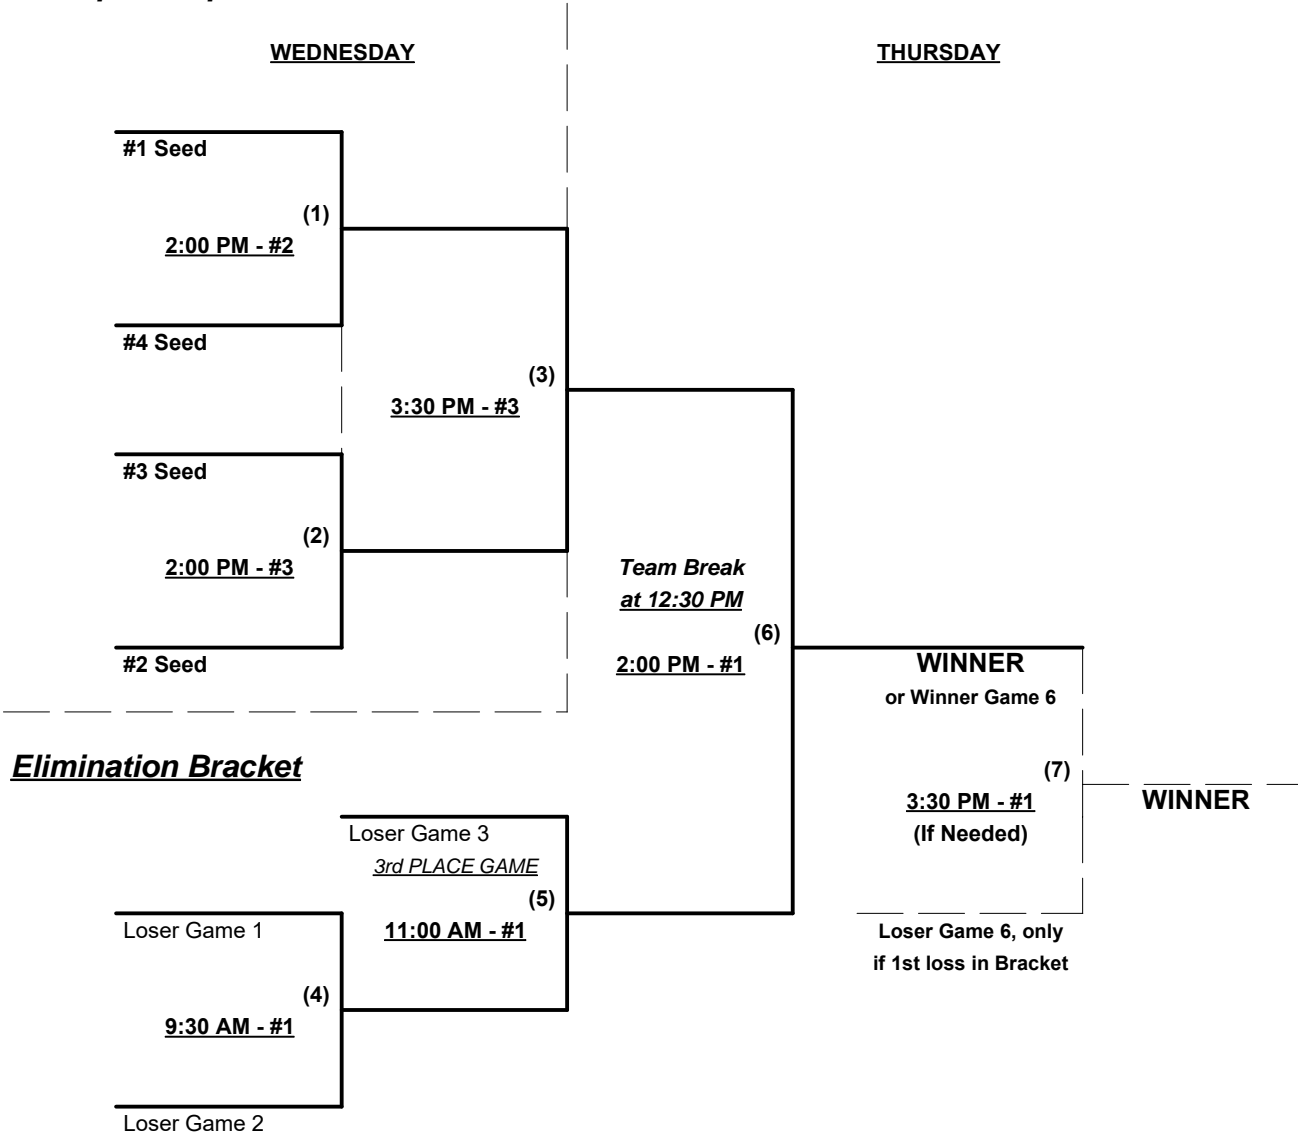 WEDNESDAY
THURSDAY
#1 Seed
(1)
2:00 PM - #2
#4 Seed
(3)
3:30 PM - #3
#3 Seed
(2)
2:00 PM - #3
#2 Seed
Team Break
at 12:30 PM
(6)
2:00 PM - #1
WINNER
or Winner Game 6
(7)
3:30 PM - #1
(If Needed)
WINNER
Loser Game 6, only
if 1st loss in Bracket
Elimination Bracket
Loser Game 3
3rd PLACE GAME
(5)
11:00 AM - #1
Loser Game 1
(4)
9:30 AM - #1
Loser Game 2